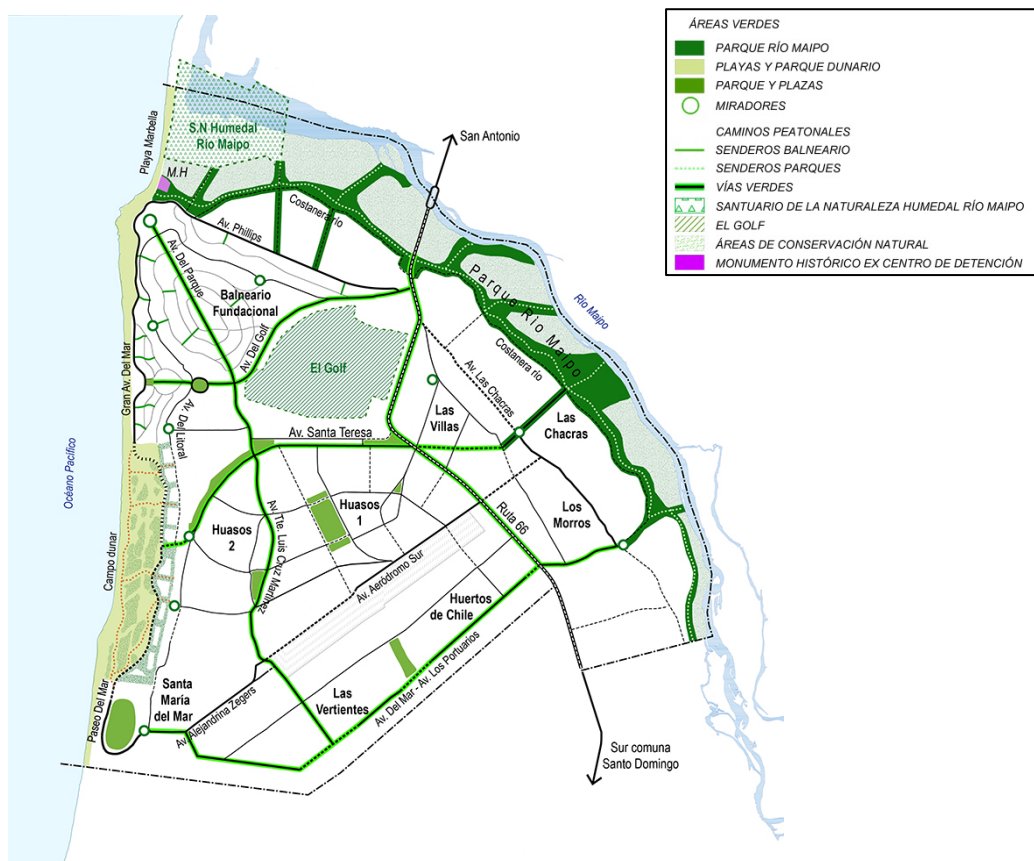 ÁREAS VERDES
PARQUE RÍO MAIPO
PLAYAS Y PARQUE DUNARIO
PARQUE Y PLAZAS
MIRADORES
CAMINOS PEATONALES
SENDEROS BALNEARIO
SENDEROS PARQUES
VÍAS VERDES
SANTUARIO DE LA NATURALEZA HUMEDAL RÍO MAIPO
EL GOLF
ÁREAS DE CONSERVACIÓN NATURAL
MONUMENTO HISTÓRICO EX CENTRO DE DETENCIÓN
Playa Marbella
S.N Humedal
Rio Maipo
San Antonio
M.H
Costanera río
Av. Phillips
Av. Del Parque
Balneario
Fundacional
Parque Río Maipo
Río Maipo
Gran Av. Del Mar
Av. Del Golf
El Golf
Costanera río
Av. Las Chacras
Las
Villas
Las
Chacras
Av. Del Litoral
Av. Santa Teresa
Océano Pacífico
Huasos
1
Huasos
2
Ruta 66
Los
Morros
Av. Tte. Luis Cruz Martínez
Campo dunar
Av. Aeródromo Sur
Huertos
de Chile
Paseo Del Mar
Santa
María
del Mar
Av. Alejandrina Zegers
Las
Vertientes
Av. Del Mar - Av. Los Portuarios
Sur comuna
Santo Domingo